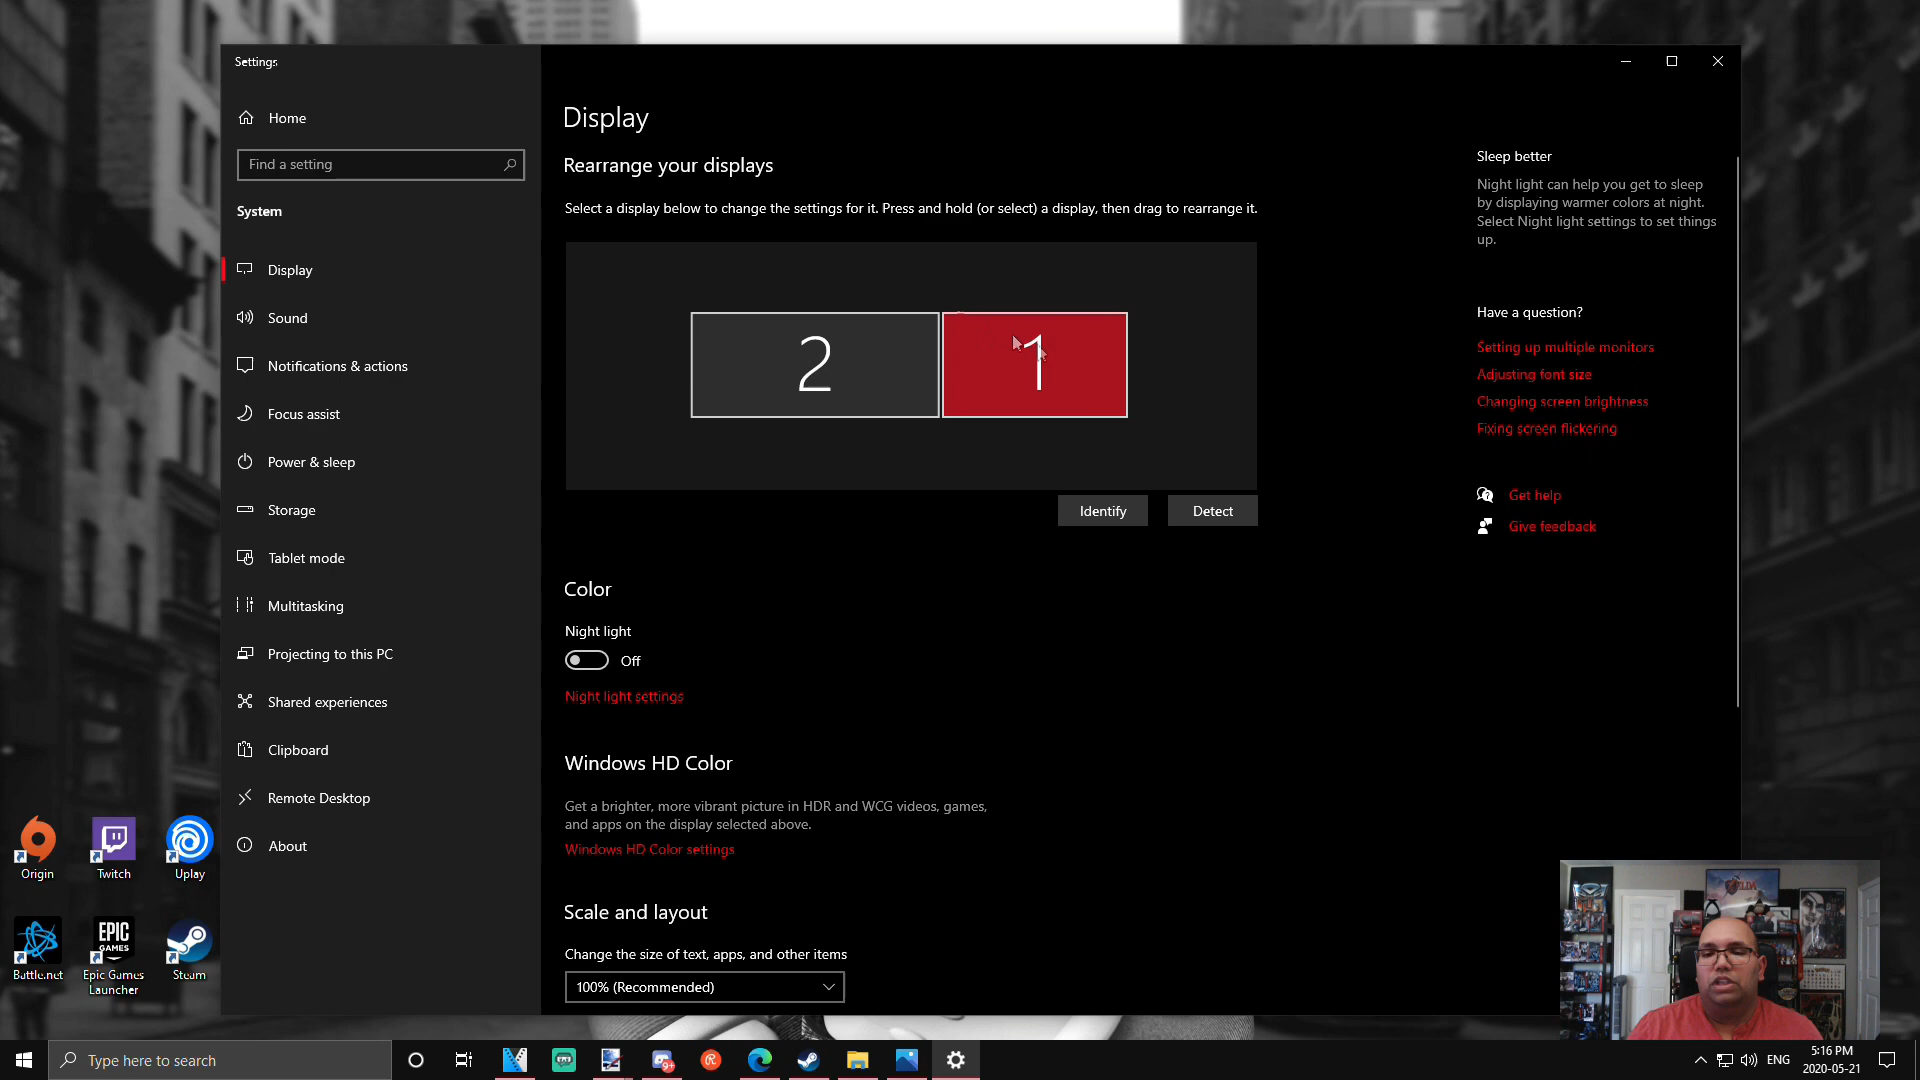 Settings
Home
Find a setting
System
Display
Sound
Notifications & actions
Focus assist
Power & sleep
Storage
Tablet mode
Multitasking
Projecting to this PC
Shared experiences
Clipboard
Remote Desktop
About
Display
Rearrange your displays
Select a display below to change the settings for it. Press and hold (or select) a display, then drag to rearrange it.
2
1
Identify
Detect
Color
Night light
Off
Night light settings
Windows HD Color
Get a brighter, more vibrant picture in HDR and WCG videos, games,
and apps on the display selected above.
Windows HD Color settings
Scale and layout
Change the size of text, apps, and other items
100% (Recommended)
Sleep better
Night light can help you get to sleep
by displaying warmer colors at night.
Select Night light settings to set things
up.
Have a question?
Setting up multiple monitors
Adjusting font size
Changing screen brightness
Fixing screen flickering
Get help
Give feedback
Origin
Twitch
Uplay
EPIC
GAMES
Battle.net
Epic Games
Launcher
Steam
ZELDA
Type here to search
9+
ENG
5:16 PM
2020-05-21